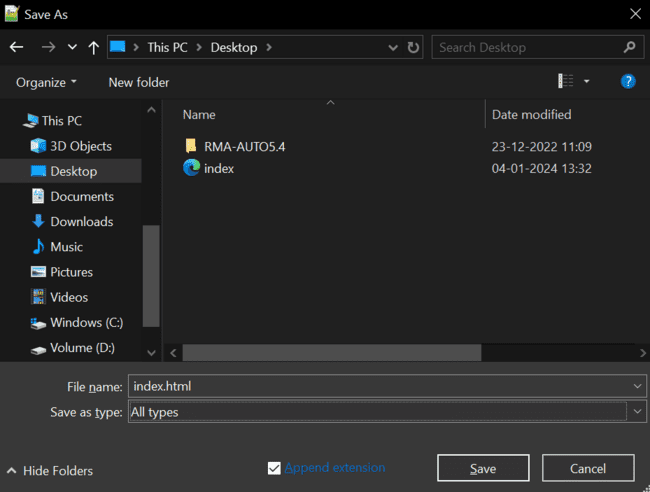 Save As
This PC > Desktop >
Search Desktop
Organize
New folder
?
Name
Date modified
This PC
3D Objects
Desktop
Documents
Downloads
Music
Pictures
Videos
Windows (C:)
Volume (D:)
RMA-AUTO5.4 23-12-2022 11:09
index 04-01-2024 13:32
File name: index.html
Save as type: All types
Hide Folders
Append extension
Save
Cancel